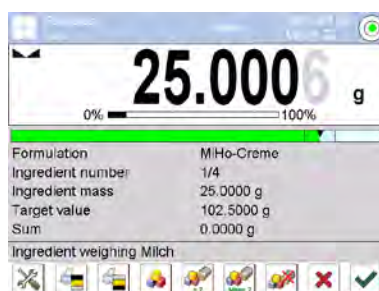 25.0006 g
0% 100%
Formulation MiHo-Creme
Ingredient number 1/4
Ingredient mass 25.0000 g
Target value 102.5000 g
Sum 0.0000 g
Ingredient weighing Milch